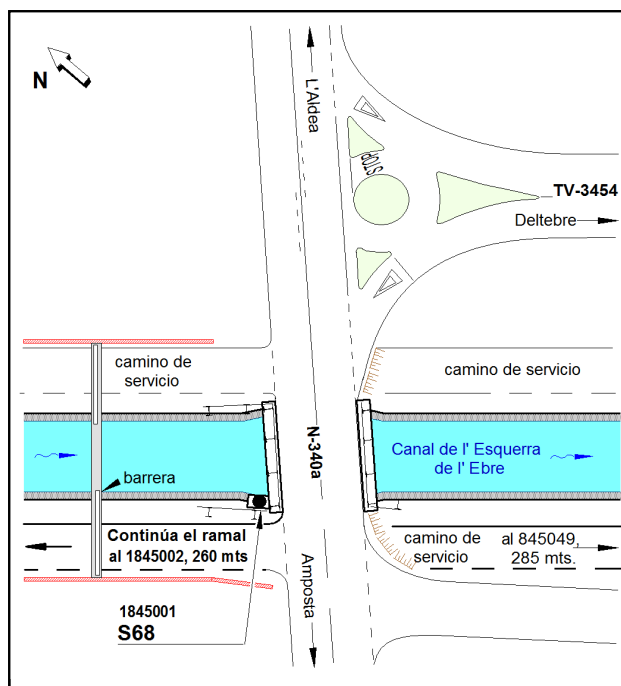 N
L'Aldea
STOP
TV-3454
Deltebre
camino de
servicio
camino de servicio
N-340a
Canal de l' Esquerra
de l' Ebre
barrera
Continúa el ramal
al 1845002, 260 mts
camino de
servicio
al 845049,
285 mts.
Amposta
1845001
S68